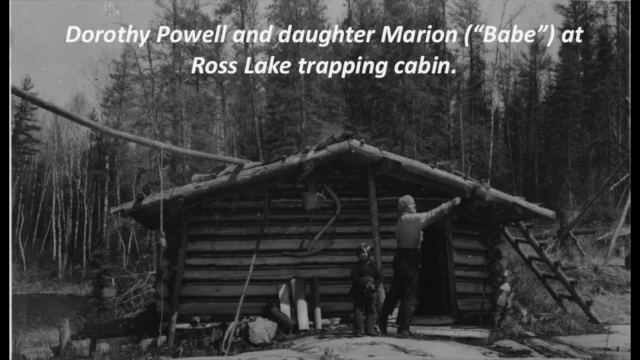 Dorothy Powell and daughter Marion (“Babe”) at
Ross Lake trapping cabin.